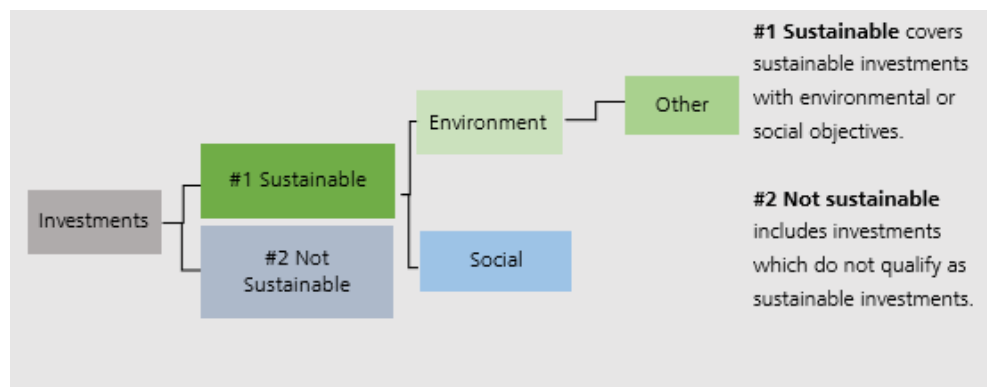 Investments
#1 Sustainable
#2 Not
Sustainable
Environment
Social
Other
#1 Sustainable covers
sustainable investments
with environmental or
social objectives.
#2 Not sustainable
includes investments
which do not qualify as
sustainable investments.